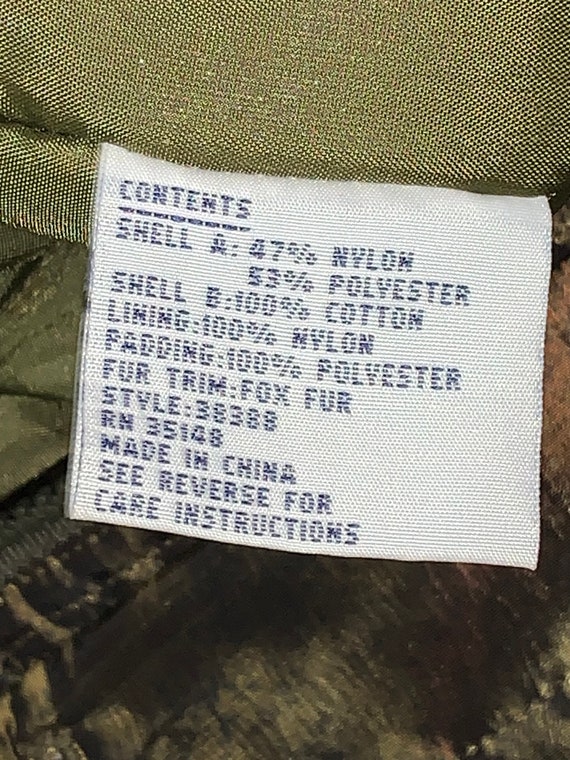 CONTENTS
SHELL A: 47% NYLON
53% POLYESTER
SHELL B:100% COTTON
LINING:100% NYLON
PADDING:100% POLYESTER
FUR TRIM:FOX FUR
STYLE:38388
RN 35148
MADE IN CHINA
SEE REVERSE FOR
CARE INSTRUCTIONS